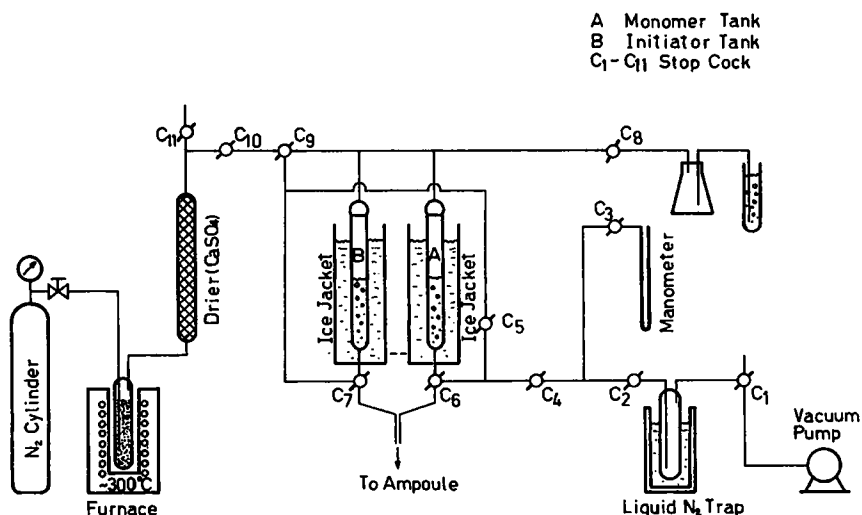 A Monomer Tank
B Initiator Tank
C₁-C₁₁ Stop Cock
C₁₁
C₁₀
C₉
C₈
C₃
Drier (CaSO₄)
Ice Jacket
B
A
Ice Jacket
Manometer
C₅
N₂ Cylinder
C₇
C₆
C₄
C₂
C₁
Vacuum
Pump
~300°C
Furnace
To Ampoule
Liquid N₂ Trap